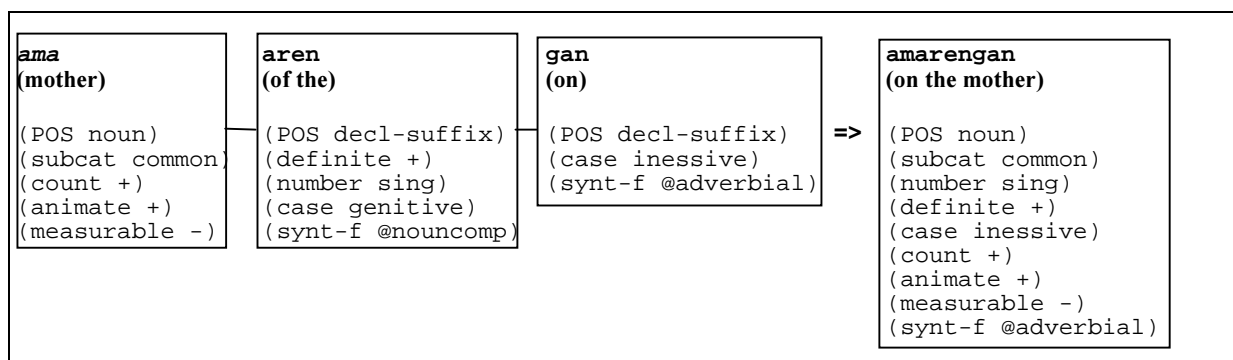 ama
(mother)
(POS noun)
(subcat common)
(count +)
(animate +)
(measurable -)
aren
(of the)
(POS decl-suffix)
(definite +)
(number sing)
(case genitive)
(synt-f @nouncomp)
gan
(on)
(POS decl-suffix)
(case inessive)
(synt-f @adverbial)
=>
amarengan
(on the mother)
(POS noun)
(subcat common)
(number sing)
(definite +)
(case inessive)
(count +)
(animate +)
(measurable -)
(synt-f @adverbial)